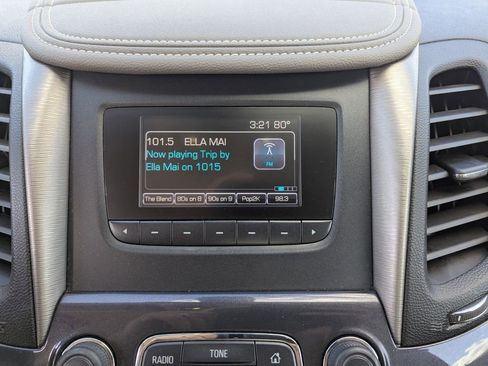 3:21 80°
101.5 ELLA MAI
Now playing Trip by
Ella Mai on 1015
FM
The Blend 80s on 8 90s on 9 Pop2K 98.3
RADIO TONE